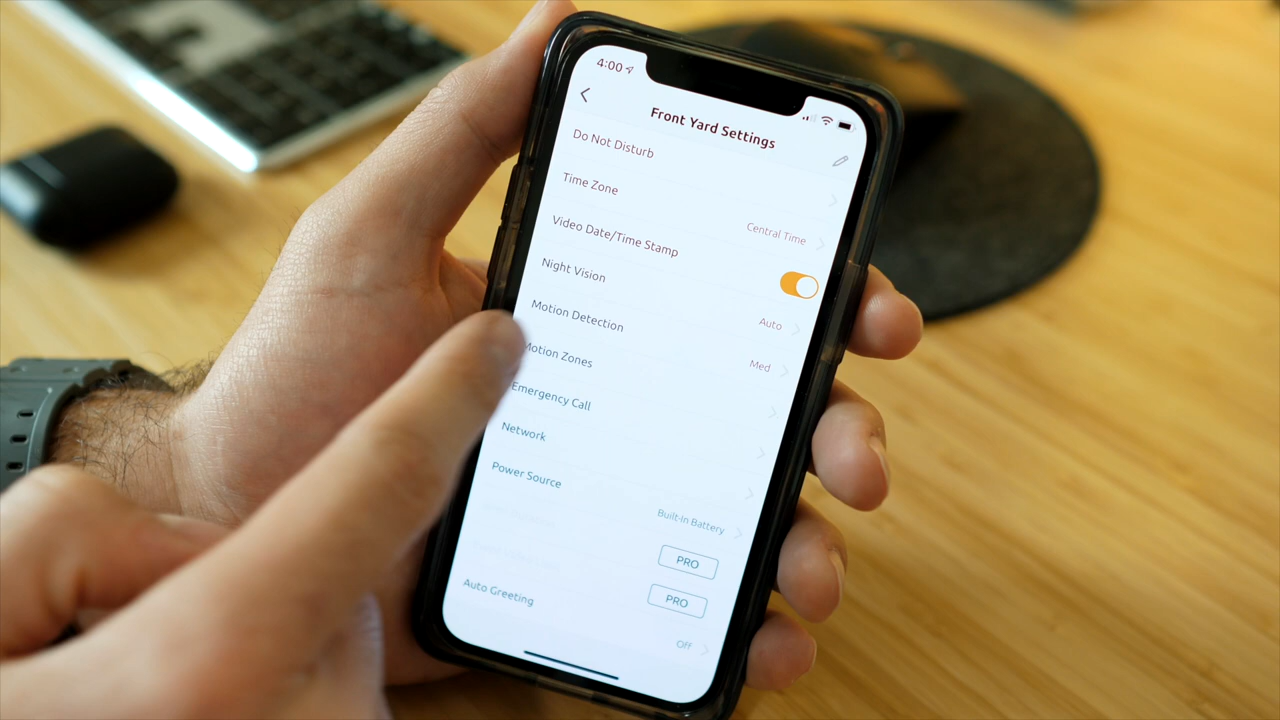 4:00
Front Yard Settings
Do Not Disturb
Time Zone
Central Time
Video Date/Time Stamp
Night Vision
Auto
Motion Detection
Med
Motion Zones
Emergency Call
Network
Power Source
Built-in Battery
PRO
PRO
Auto Greeting
Off